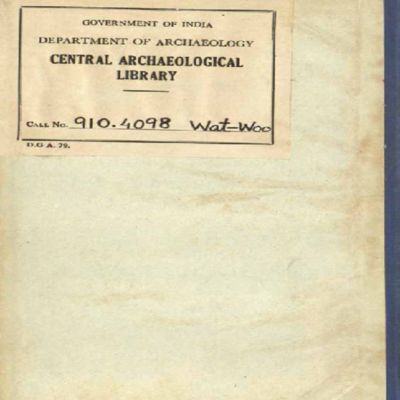 GOVERNMENT OF INDIA
DEPARTMENT OF ARCHAEOLOGY
CENTRAL ARCHAEOLOGICAL
LIBRARY
CALL No. 910.4098 Wat-Woo
D.G A. 79.